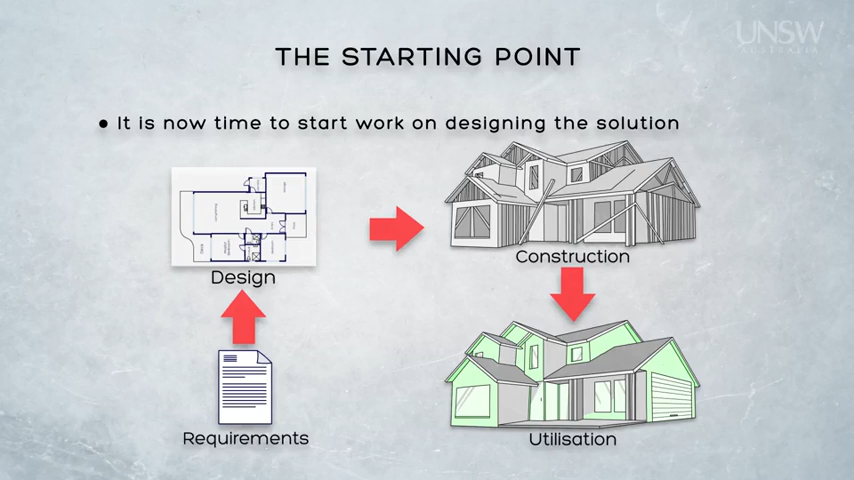 UNSW
AUSTRALIA
THE STARTING POINT
● It is now time to start work on designing the solution
Design
Construction
Requirements
Utilisation